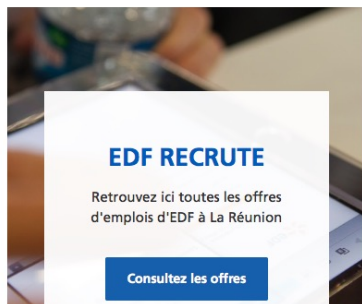 EDF RECRUTE
Retrouvez ici toutes les offres
d'emplois d'EDF à La Réunion
Consultez les offres